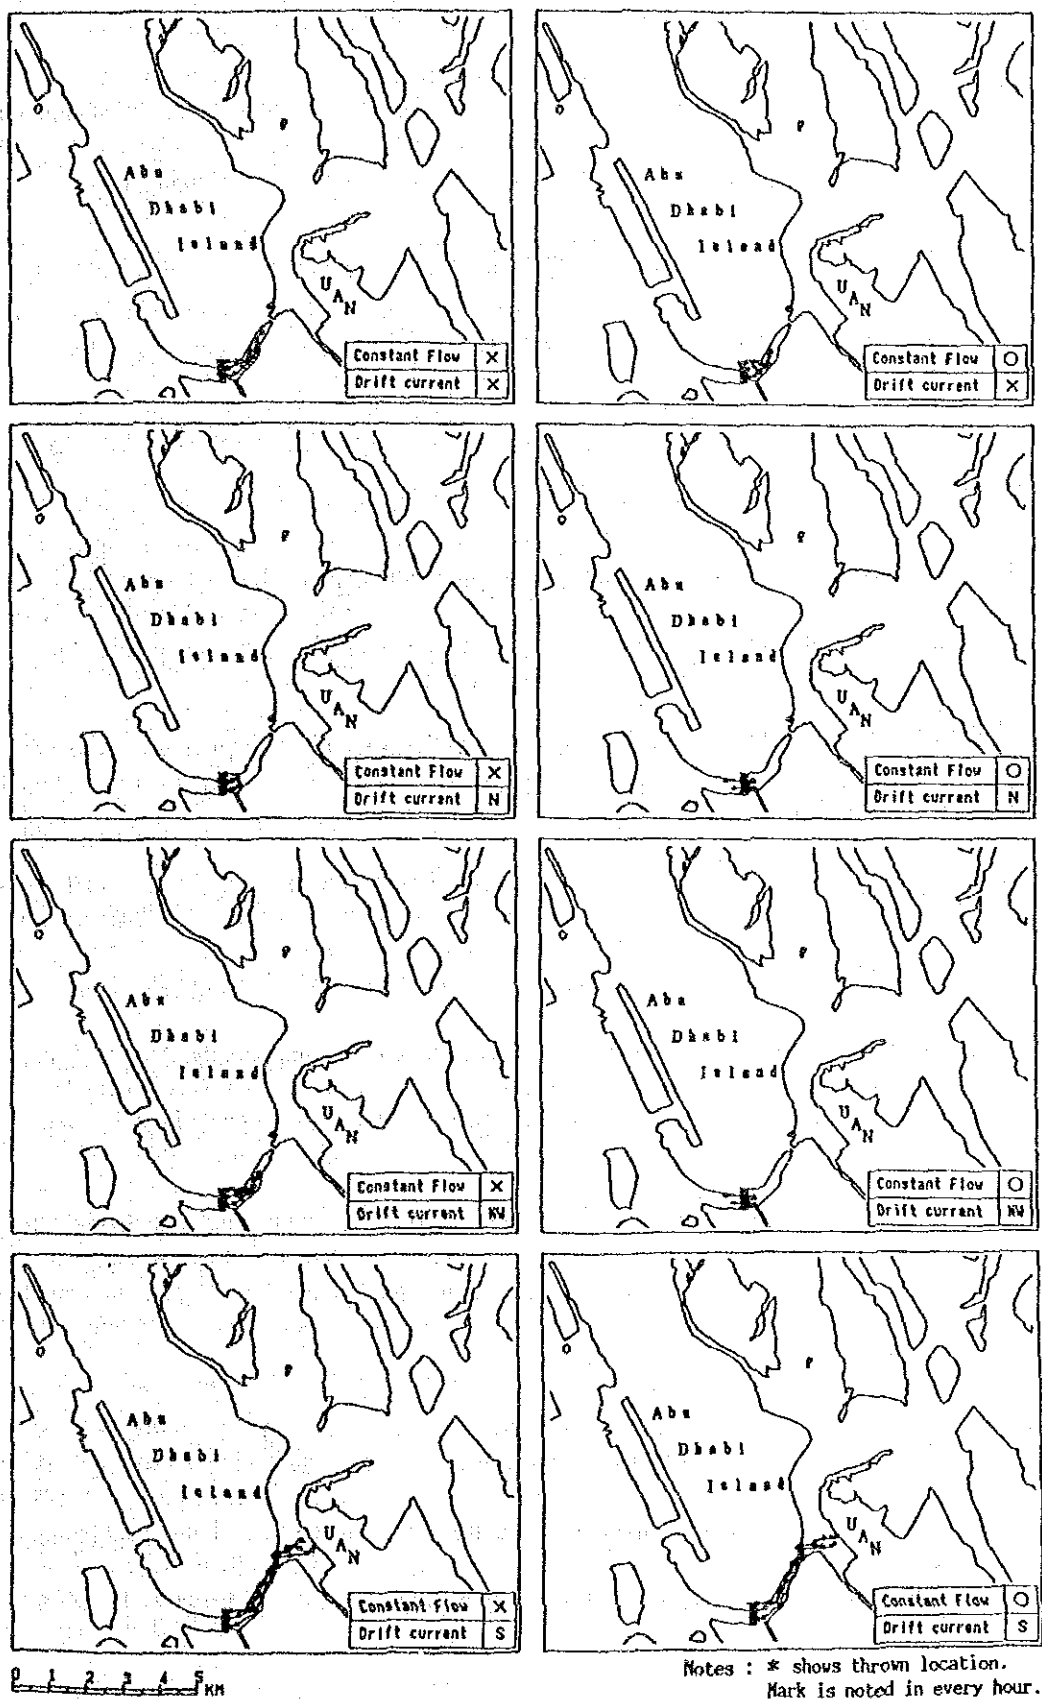 Abu
Dhabi
Island
U A N
Constant Flow X
Drift current X
Abu
Dhabi
Island
U A N
Constant Flow O
Drift current X
Abu
Dhabi
Island
U A N
Constant Flow X
Drift current N
Abu
Dhabi
Island
U A N
Constant Flow O
Drift current N
Abu
Dhabi
Island
U A N
Constant Flow X
Drift current NW
Abu
Dhabi
Island
U A N
Constant Flow O
Drift current NW
Abu
Dhabi
Island
U A N
Constant Flow X
Drift current S
Abu
Dhabi
Island
U A N
Constant Flow O
Drift current S
0 1 2 3 4 5 KM
Notes : * shows thrown location.
Mark is noted in every hour.